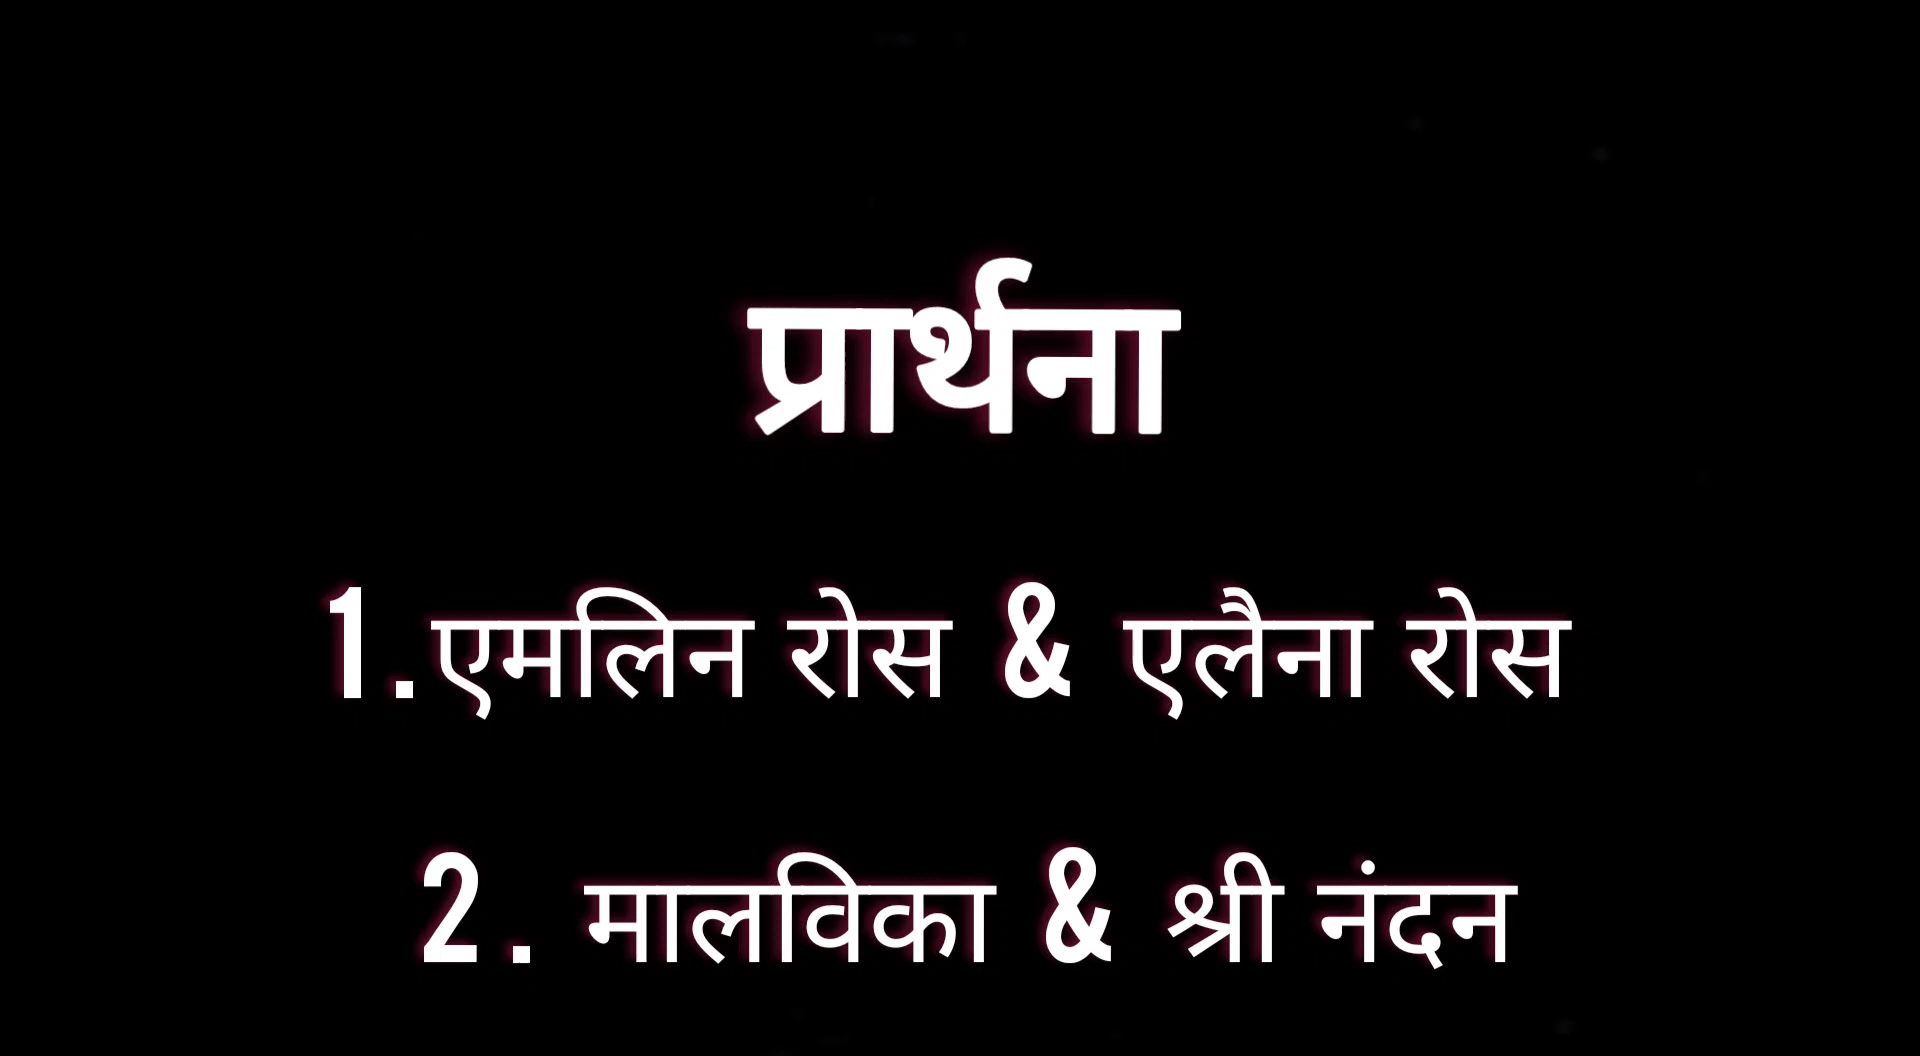 प्रार्थना
1.एमलिन रोस & एलैना रोस
2. मालविका & श्री नंदन